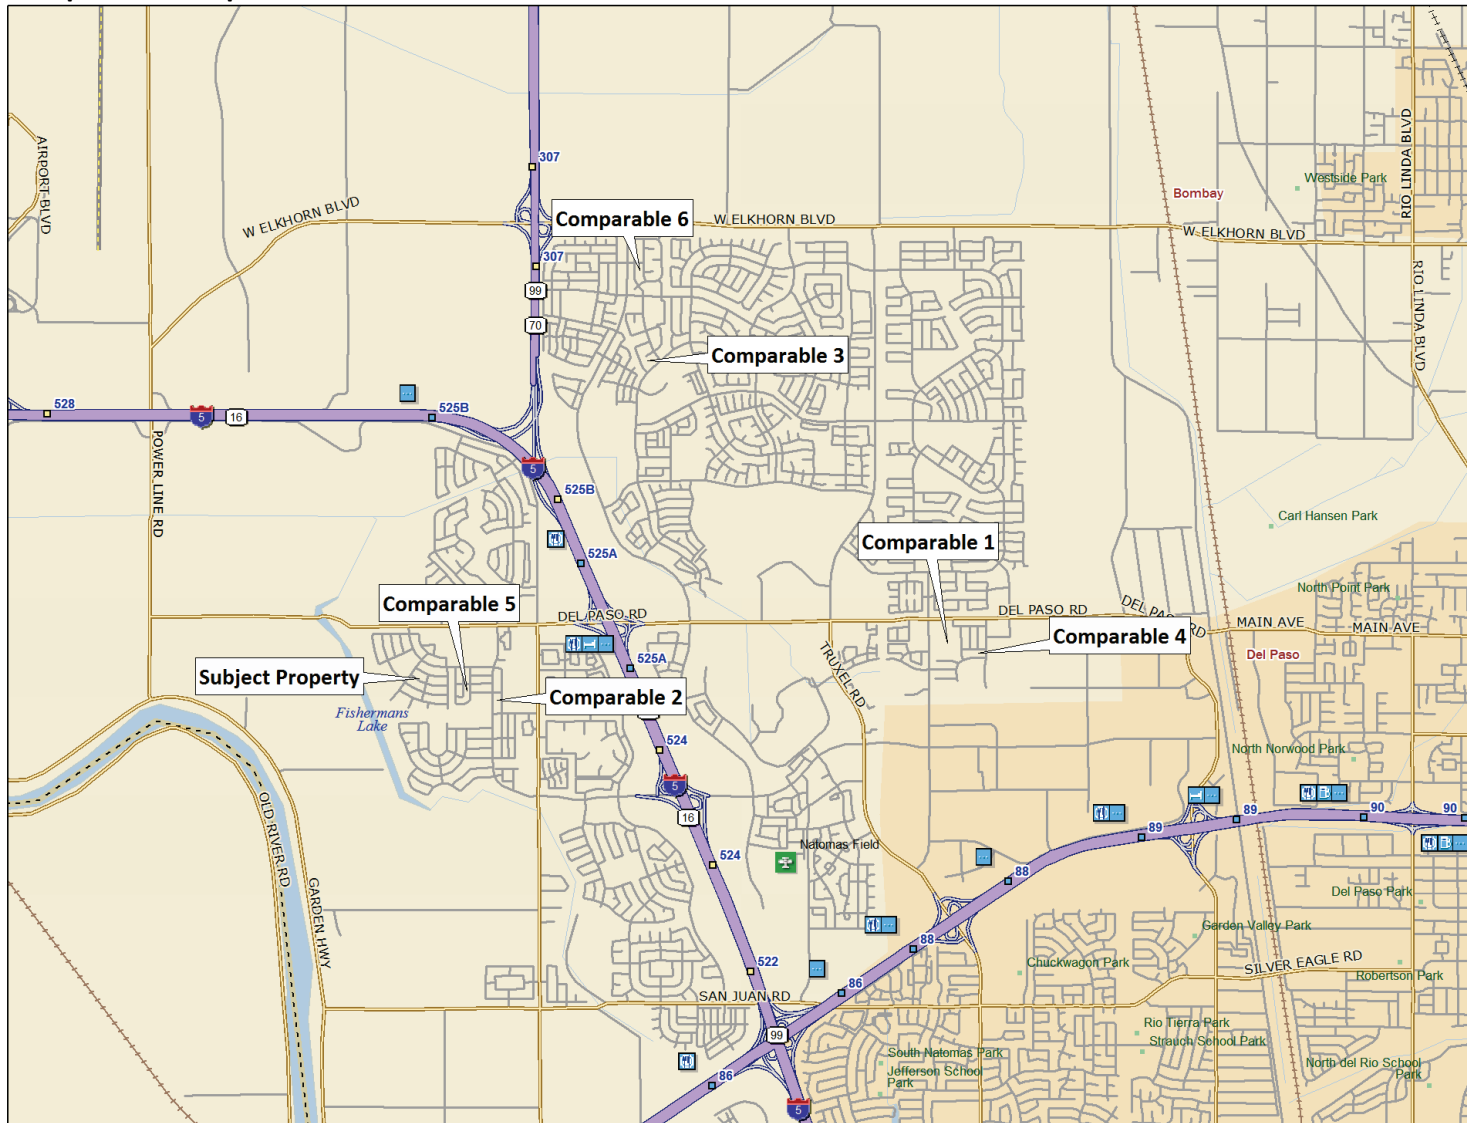 307
Westside Park
Bombay
RIO LINDA BLVD
AIRPORT BLVD
W ELKHORN BLVD
Comparable 6
W ELKHORN BLVD
W ELKHORN BLVD
307
99
70
RIO LINDA BLVD
Comparable 3
528
5
16
525B
POWER LINE RD
5
525B
Carl Hansen Park
525A
Comparable 1
North Point Park
Comparable 5
DEL PASO RD
DEL PASO RD
DEL PASO RD
MAIN AVE
MAIN AVE
Comparable 4
Del Paso
TRUXEL RD
525A
Subject Property
Comparable 2
Fishermans
Lake
524
North Norwood Park
5
16
OLD RIVER RD
89
89
90
90
524
Natomas Field
88
GARDEN HWY
Del Paso Park
Garden Valley Park
88
522
Chuckwagon Park
SILVER EAGLE RD
Robertson Park
86
SAN JUAN RD
99
Rio Tierra Park
Strauch School Park
South Natomas Park
Jefferson School
Park
North del Rio School
Park
86
5